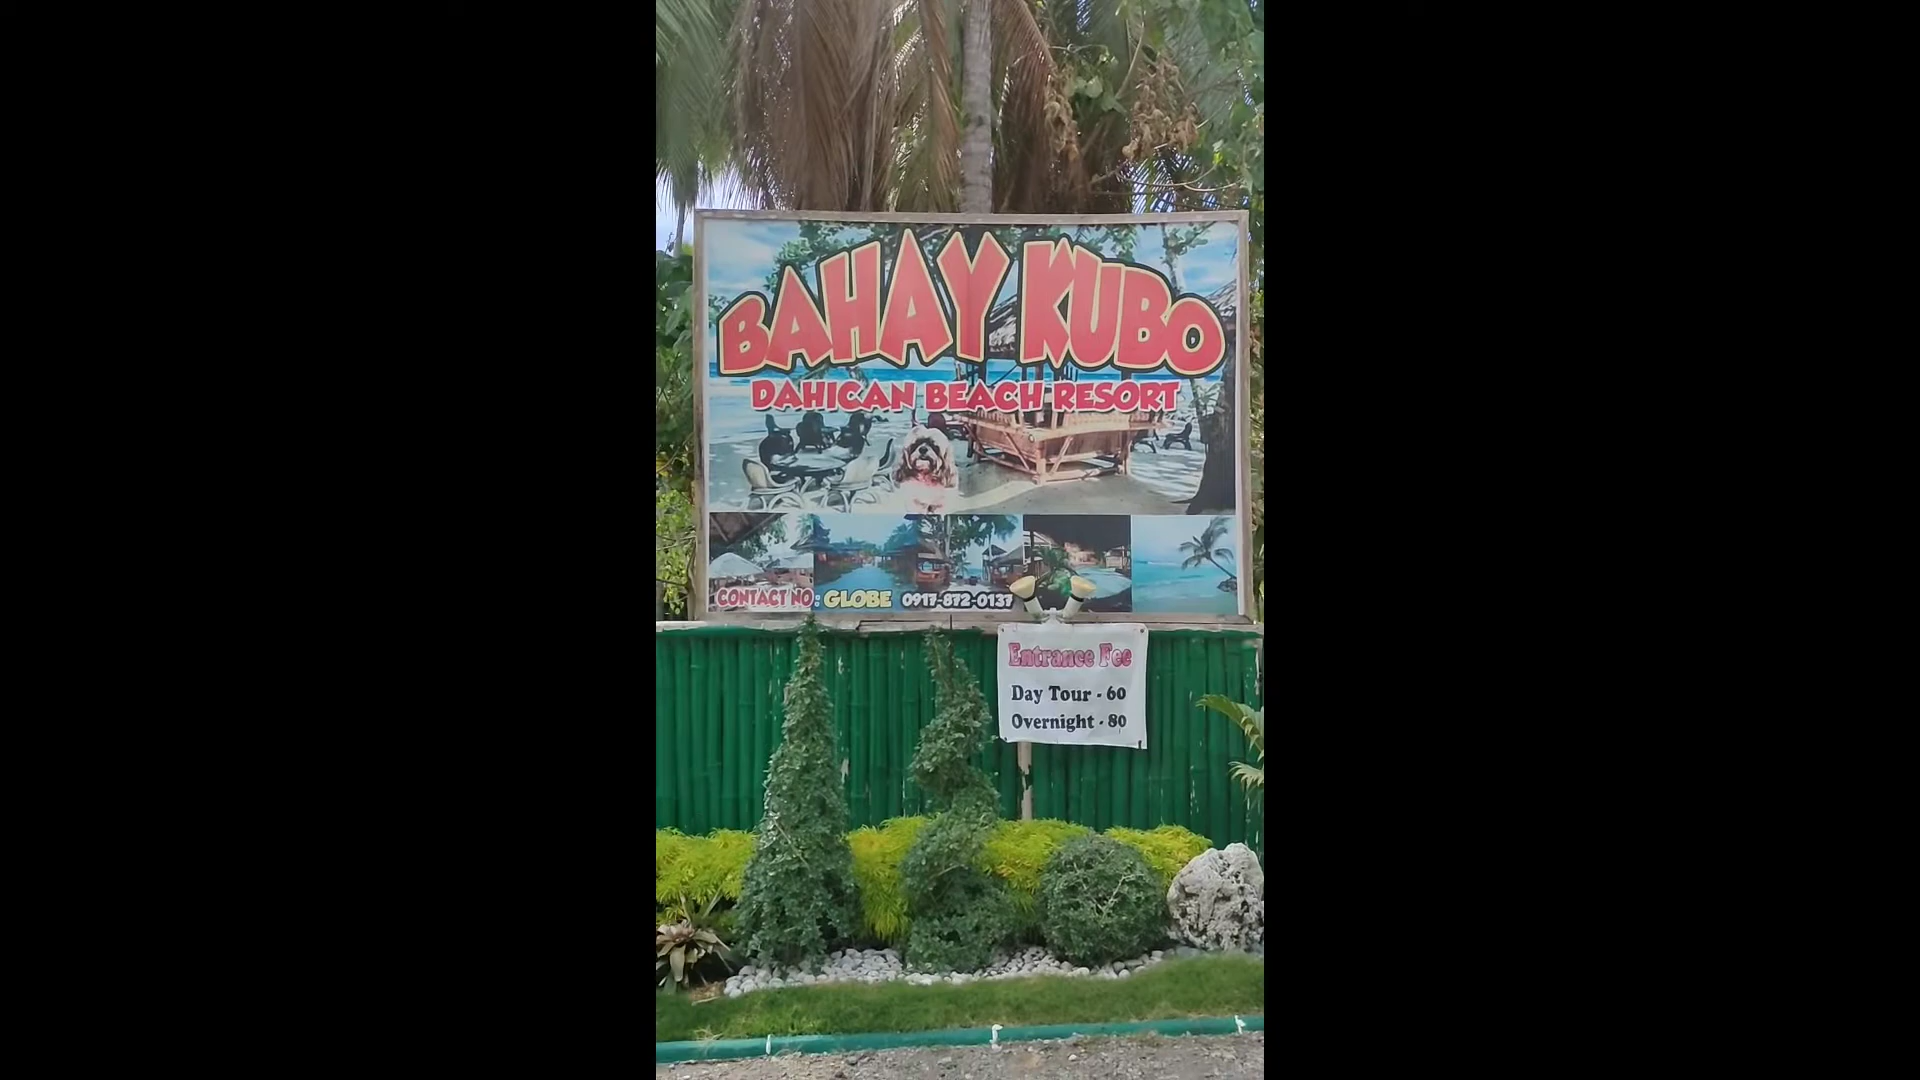 BAHAY KUBO
DAHICAN BEACH RESORT
CONTACT NO: GLOBE 0917-872-0137
Entrance Fee
Day Tour - 60
Overnight - 80